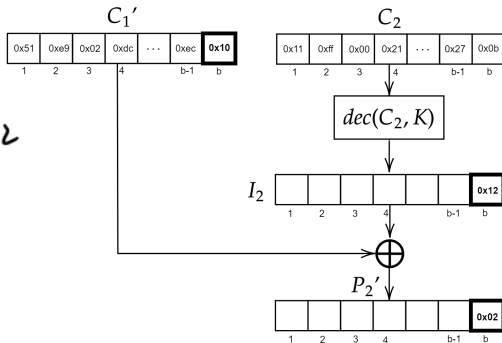 C₁′ C₂
0x51 0xe9 0x02 0xdc ... 0xec 0x10
1 2 3 4 b-1 b
0x11 0xff 0x00 0x21 ... 0x27 0x0b
1 2 3 4 b-1 b
dec(C₂, K)
2
I₂ 0x12
1 2 3 4 b-1 b
P₂′
0x02
1 2 3 4 b-1 b